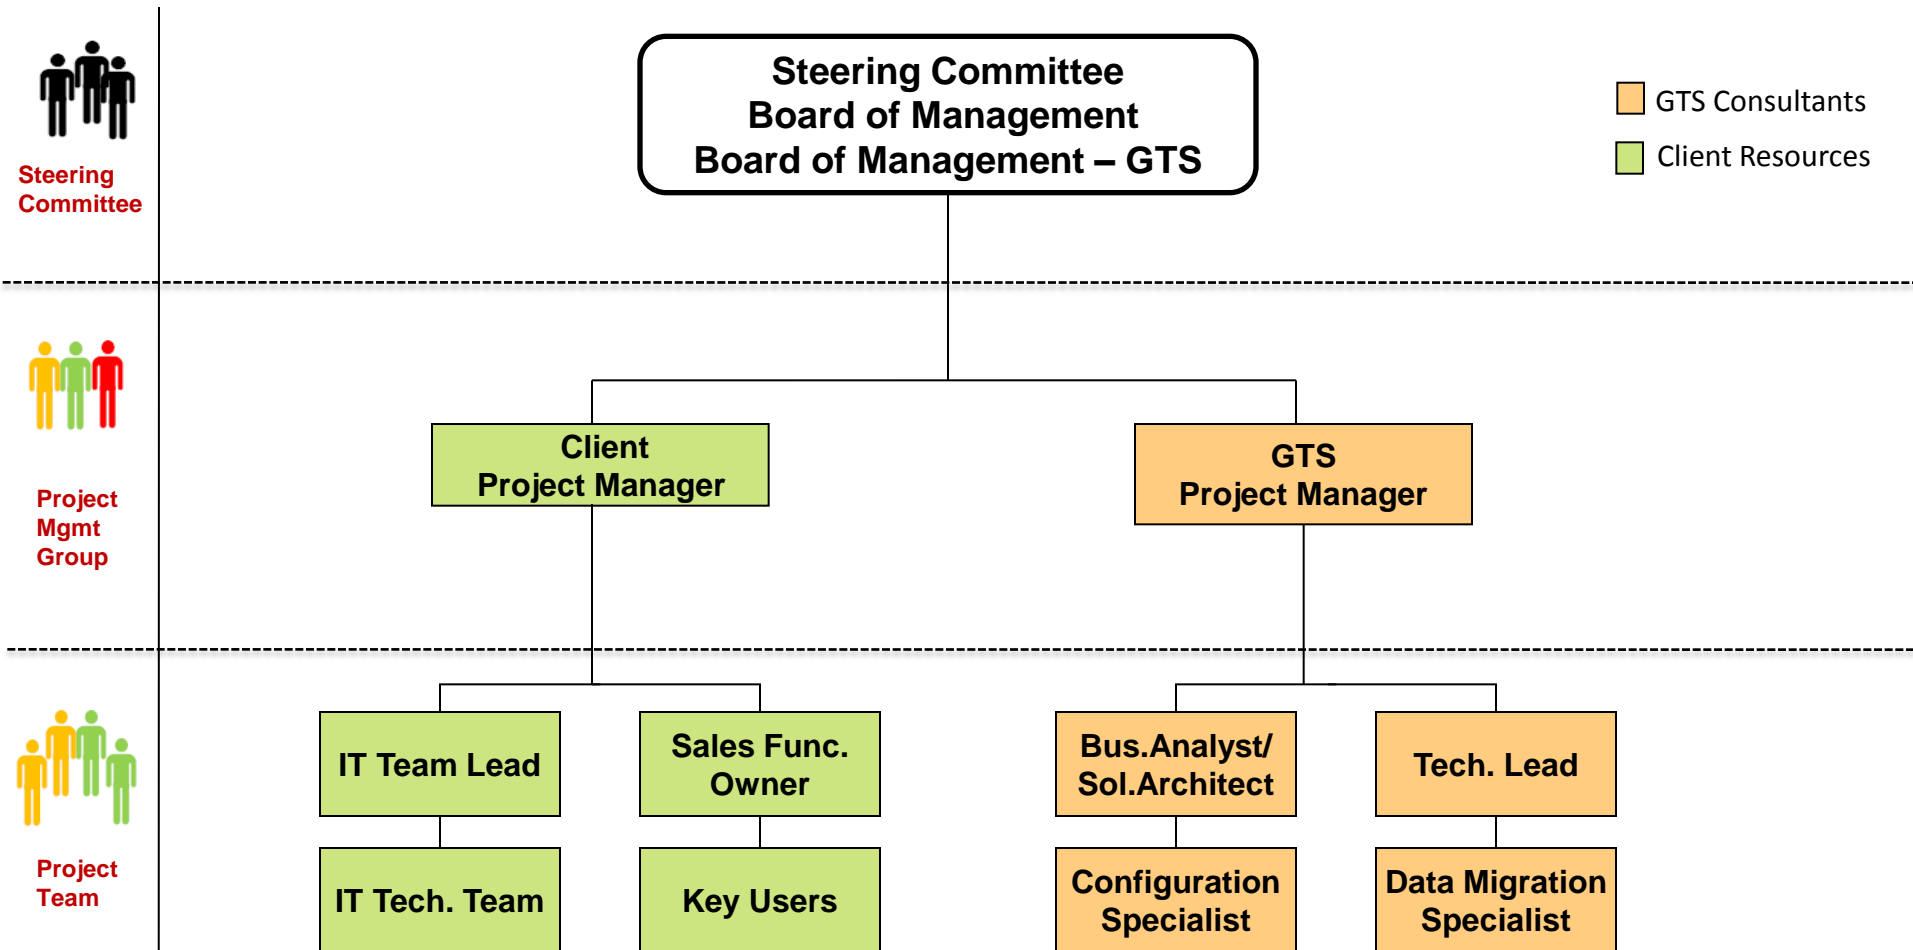 Steering Committee
Board of Management
Board of Management – GTS
GTS Consultants
Client Resources
Steering
Committee
Client
Project Manager
GTS
Project Manager
Project
Mgmt
Group
IT Team Lead
Sales Func.
Owner
Bus.Analyst/
Sol.Architect
Tech. Lead
Project
Team
IT Tech. Team
Key Users
Configuration
Specialist
Data Migration
Specialist